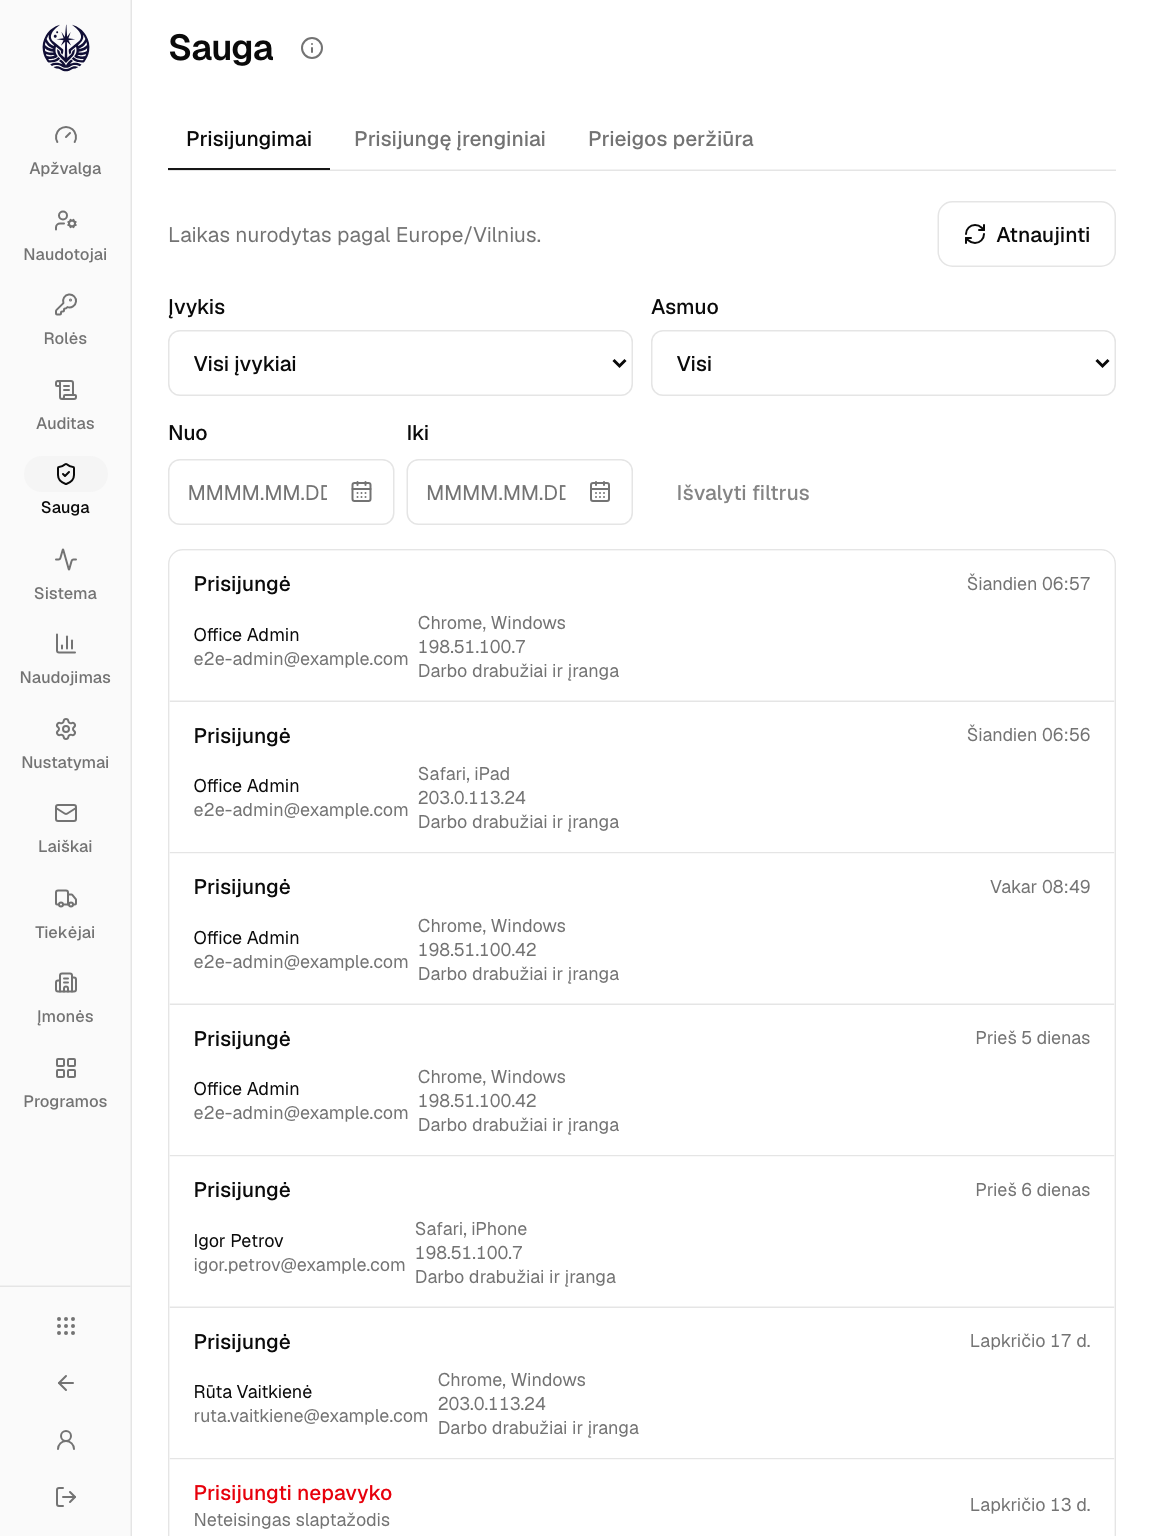 Sauga
Prisijungimai
Prisijungę įrenginiai
Prieigos peržiūra
Laikas nurodytas pagal Europe/Vilnius.
Atnaujinti
Įvykis
Visi įvykiai
Asmuo
Visi
Nuo
MMMM.MM.DD
Iki
MMMM.MM.DD
Išvalyti filtrus
Prisijungė
Šiandien 06:57
Office Admin
e2e-admin@example.com
Chrome, Windows
198.51.100.7
Darbo drabužiai ir įranga
Prisijungė
Šiandien 06:56
Office Admin
e2e-admin@example.com
Safari, iPad
203.0.113.24
Darbo drabužiai ir įranga
Prisijungė
Vakar 08:49
Office Admin
e2e-admin@example.com
Chrome, Windows
198.51.100.42
Darbo drabužiai ir įranga
Prisijungė
Prieš 5 dienas
Office Admin
e2e-admin@example.com
Chrome, Windows
198.51.100.42
Darbo drabužiai ir įranga
Prisijungė
Prieš 6 dienas
Igor Petrov
igor.petrov@example.com
Safari, iPhone
198.51.100.7
Darbo drabužiai ir įranga
Prisijungė
Lapkričio 17 d.
Rūta Vaitkienė
ruta.vaitkiene@example.com
Chrome, Windows
203.0.113.24
Darbo drabužiai ir įranga
Prisijungti nepavyko
Neteisingas slaptažodis
Lapkričio 13 d.
Apžvalga
Naudotojai
Rolės
Auditas
Sauga
Sistema
Naudojimas
Nustatymai
Laiškai
Tiekėjai
Įmonės
Programos